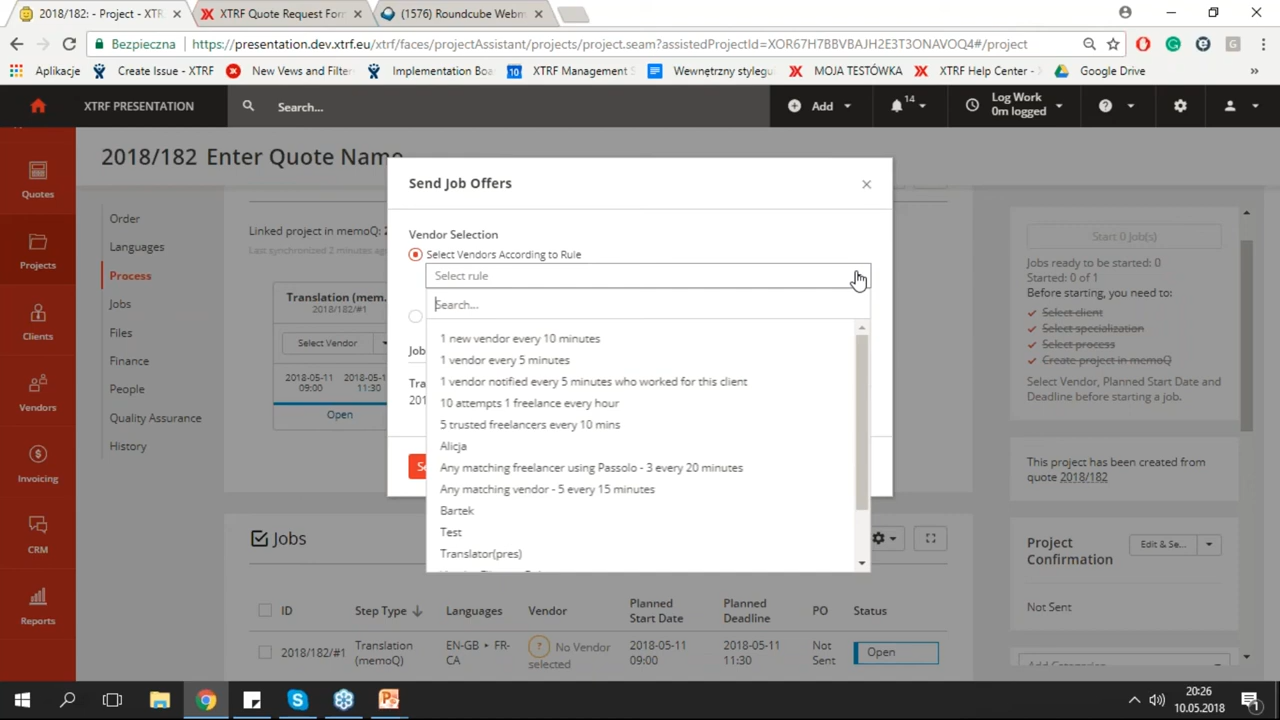 2018/182: - Project - XTR
XTRF Quote Request For
(1576) Roundcube Webm
Bezpieczna
https://presentation.dev.xtrf.eu/xtrf/faces/projectAssistant/projects/project.seam?assistedProjectId=XOR67H7BBVBAJH2E3T3ONAVOQ4#/project
Aplikacje
Create Issue - XTRF
New Vews and Filter
Implementation Boa
XTRF Management S
Wewnętrzny stylegu
MOJA TESTÓWKA
XTRF Help Center -
Google Drive
XTRF PRESENTATION
Search...
Add
14
Log Work
0m logged
2018/182 Enter Quote Name
Quotes
Projects
Clients
Vendors
Invoicing
CRM
Reports
Order
Languages
Process
Jobs
Files
Finance
People
Quality Assurance
History
Linked project in memoQ:
Last synchronized 2 minutes
Translation (mem...
2018/182/#1
Select Vendor
2018-05-11
09:00
2018-05-11
11:30
Open
Send Job Offers
Vendor Selection
Select Vendors According to Rule
Select rule
Search...
1 new vendor every 10 minutes
1 vendor every 5 minutes
1 vendor notified every 5 minutes who worked for this client
10 attempts 1 freelance every hour
5 trusted freelancers every 10 mins
Alicja
Any matching freelancer using Passolo - 3 every 20 minutes
Any matching vendor - 5 every 15 minutes
Bartek
Test
Translator(pres)
Start 0 Job(s)
Jobs ready to be started: 0
Started: 0 of 1
Before starting, you need to:
Select client
Select specialization
Select process
Create project in memoQ
Select Vendor, Planned Start Date and
Deadline before starting a job.
This project has been created from
quote 2018/182
Project
Confirmation
Edit & Se...
Not Sent
Add Categories
Jobs
ID
Step Type
Languages
Vendor
Planned
Start Date
Planned
Deadline
PO
Status
2018/182/#1
Translation
(memoQ)
EN-GB ▸ FR-
CA
No Vendor
selected
2018-05-11
09:00
2018-05-11
11:30
Not
Sent
Open
20:26
10.05.2018